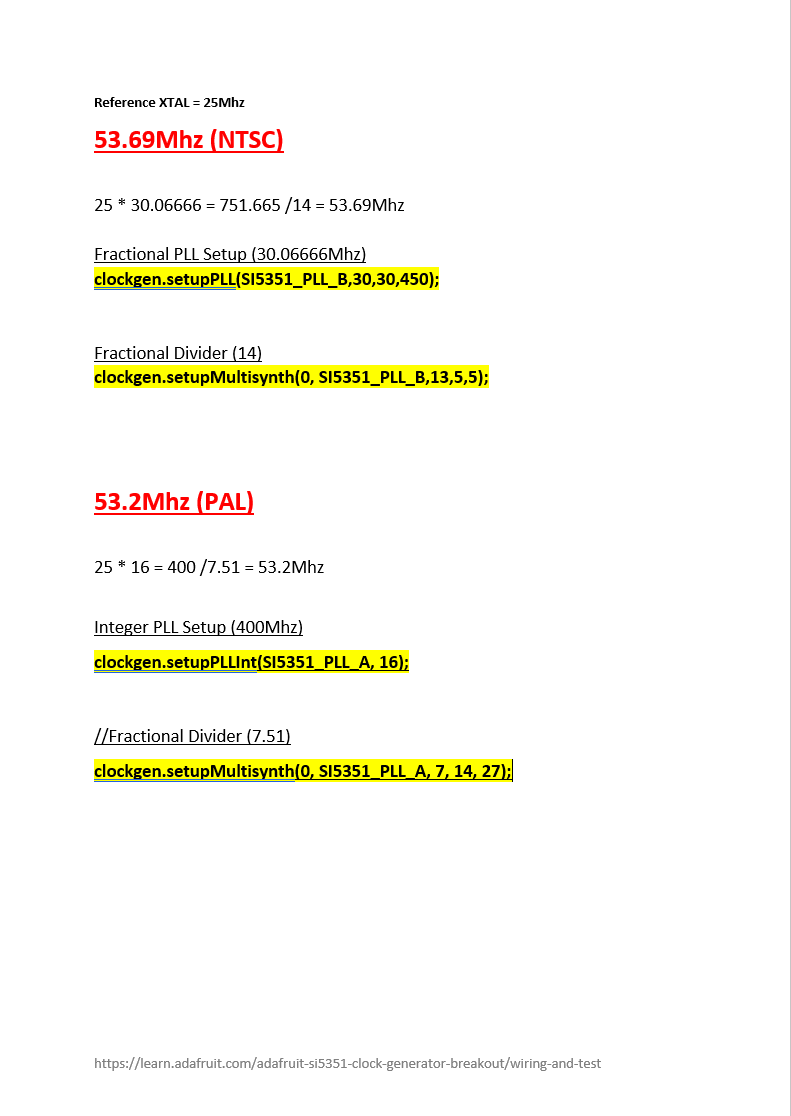 Reference XTAL = 25Mhz
53.69Mhz (NTSC)
25 * 30.06666 = 751.665 /14 = 53.69Mhz
Fractional PLL Setup (30.06666Mhz)
clockgen.setupPLL(SI5351_PLL_B,30,30,450);
Fractional Divider (14)
clockgen.setupMultisynth(0, SI5351_PLL_B,13,5,5);
53.2Mhz (PAL)
25 * 16 = 400 /7.51 = 53.2Mhz
Integer PLL Setup (400Mhz)
clockgen.setupPLLInt(SI5351_PLL_A, 16);
//Fractional Divider (7.51)
clockgen.setupMultisynth(0, SI5351_PLL_A, 7, 14, 27);
https://learn.adafruit.com/adafruit-si5351-clock-generator-breakout/wiring-and-test